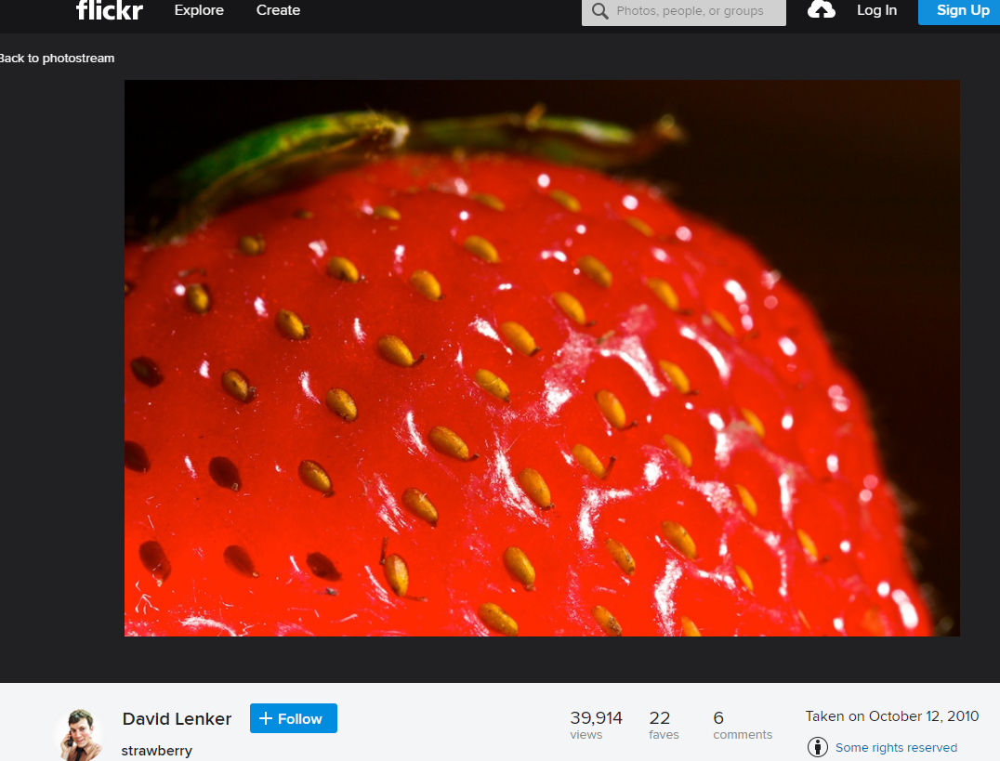 flickr Explore Create Photos, people, or groups Log In Sign Up
Back to photostream
David Lenker + Follow
strawberry
39,914 views
22 faves
6 comments
Taken on October 12, 2010
Some rights reserved